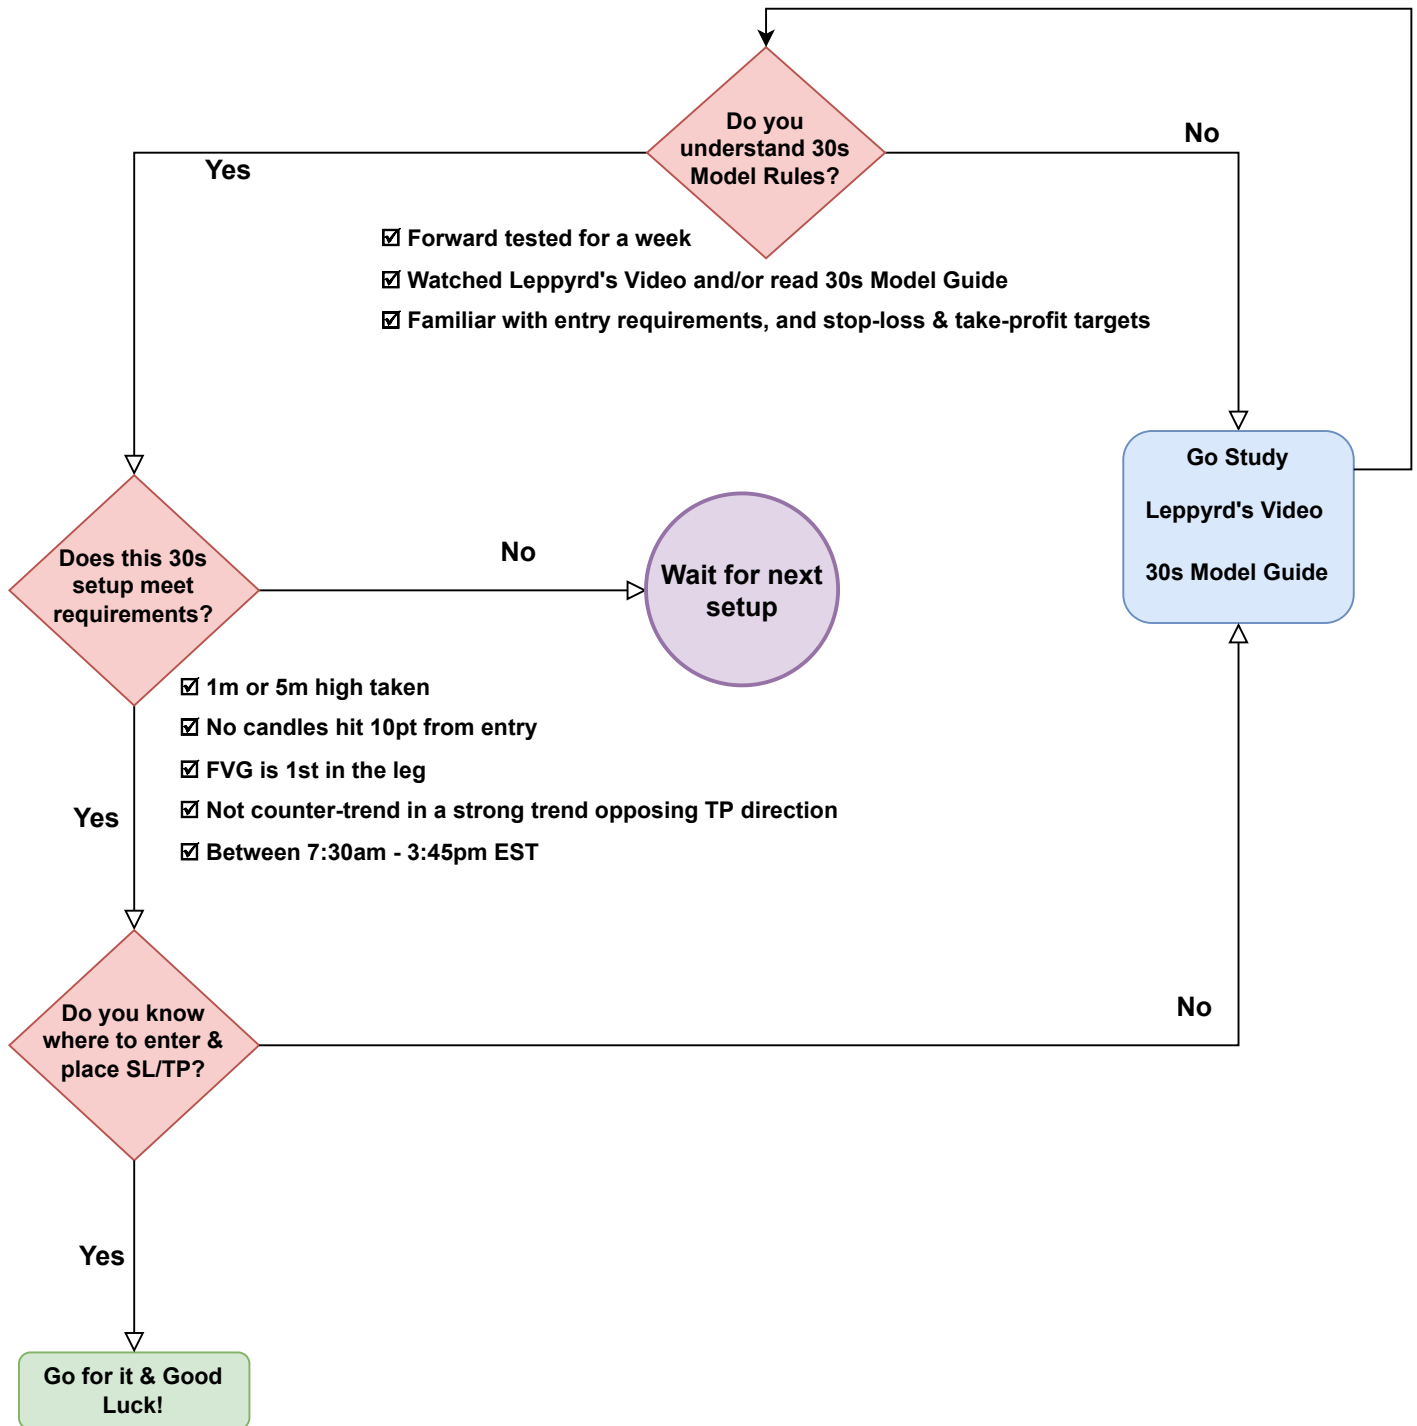 Do you
understand 30s
Model Rules?
No
Yes
☑ Forward tested for a week
☑ Watched Leppyrd's Video and/or read 30s Model Guide
☑ Familiar with entry requirements, and stop-loss & take-profit targets
Go Study
Leppyrd's Video
30s Model Guide
Does this 30s
setup meet
requirements?
No
Wait for next
setup
☑ 1m or 5m high taken
☑ No candles hit 10pt from entry
☑ FVG is 1st in the leg
☑ Not counter-trend in a strong trend opposing TP direction
☑ Between 7:30am - 3:45pm EST
Yes
Do you know
where to enter &
place SL/TP?
No
Yes
Go for it & Good
Luck!